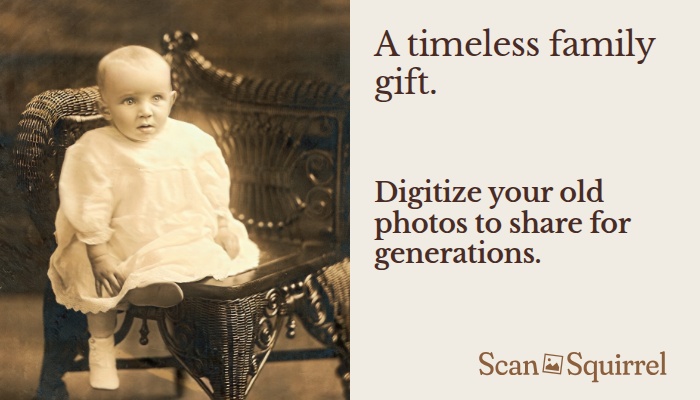 A timeless family
gift.
Digitize your old
photos to share for
generations.
Scan Squirrel